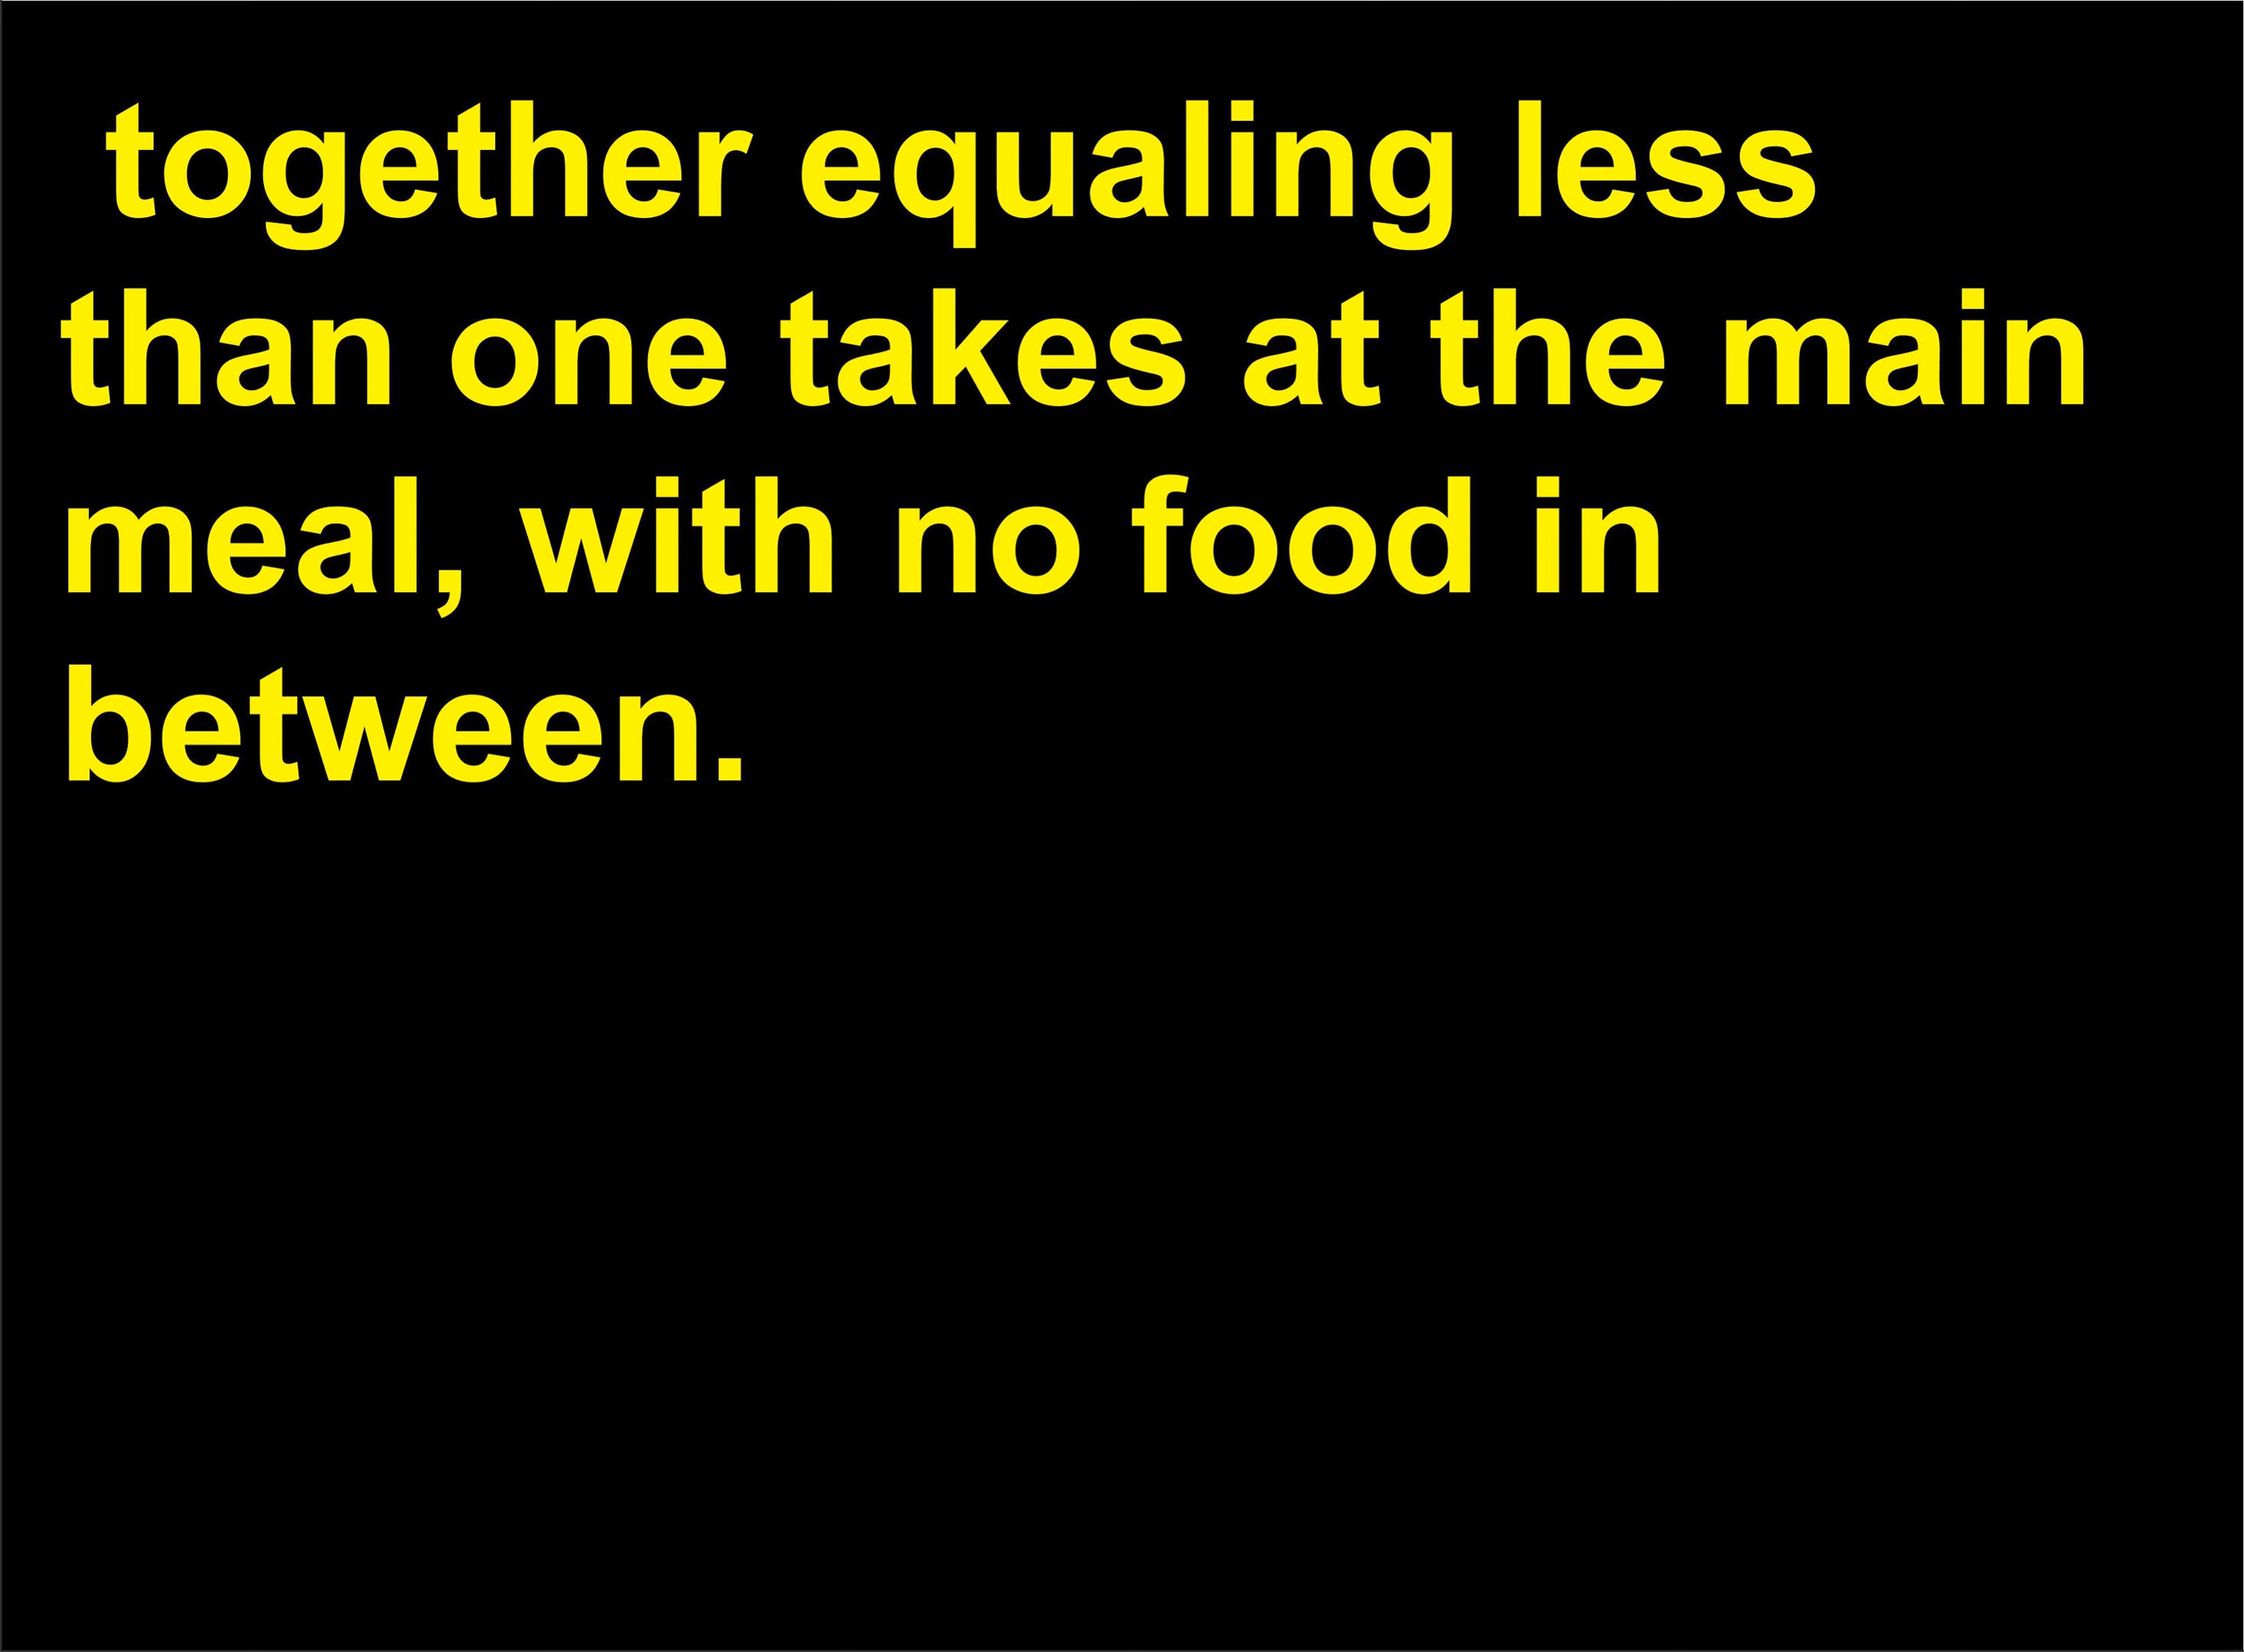 together equaling less
than one takes at the main
meal, with no food in
between.